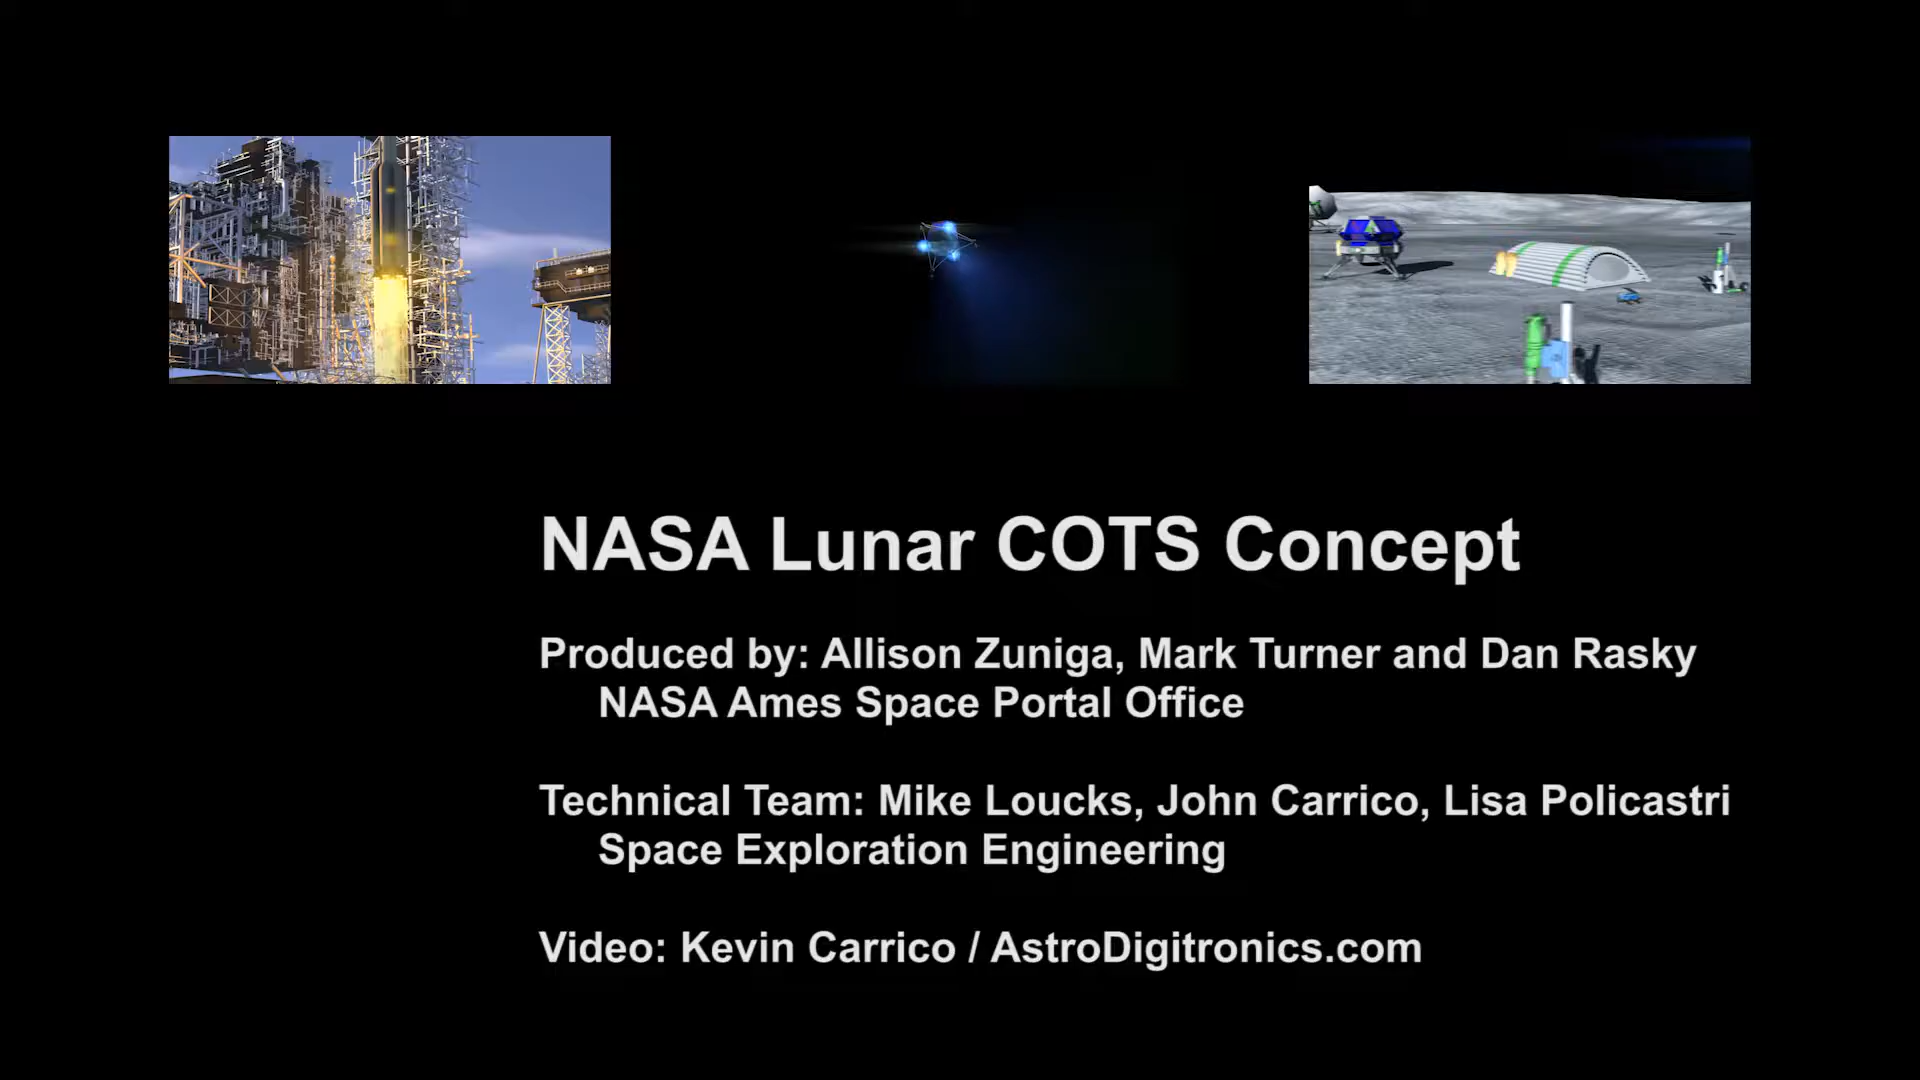 NASA Lunar COTS Concept
Produced by: Allison Zuniga, Mark Turner and Dan Rasky
NASA Ames Space Portal Office
Technical Team: Mike Loucks, John Carrico, Lisa Policastri
Space Exploration Engineering
Video: Kevin Carrico / AstroDigitronics.com